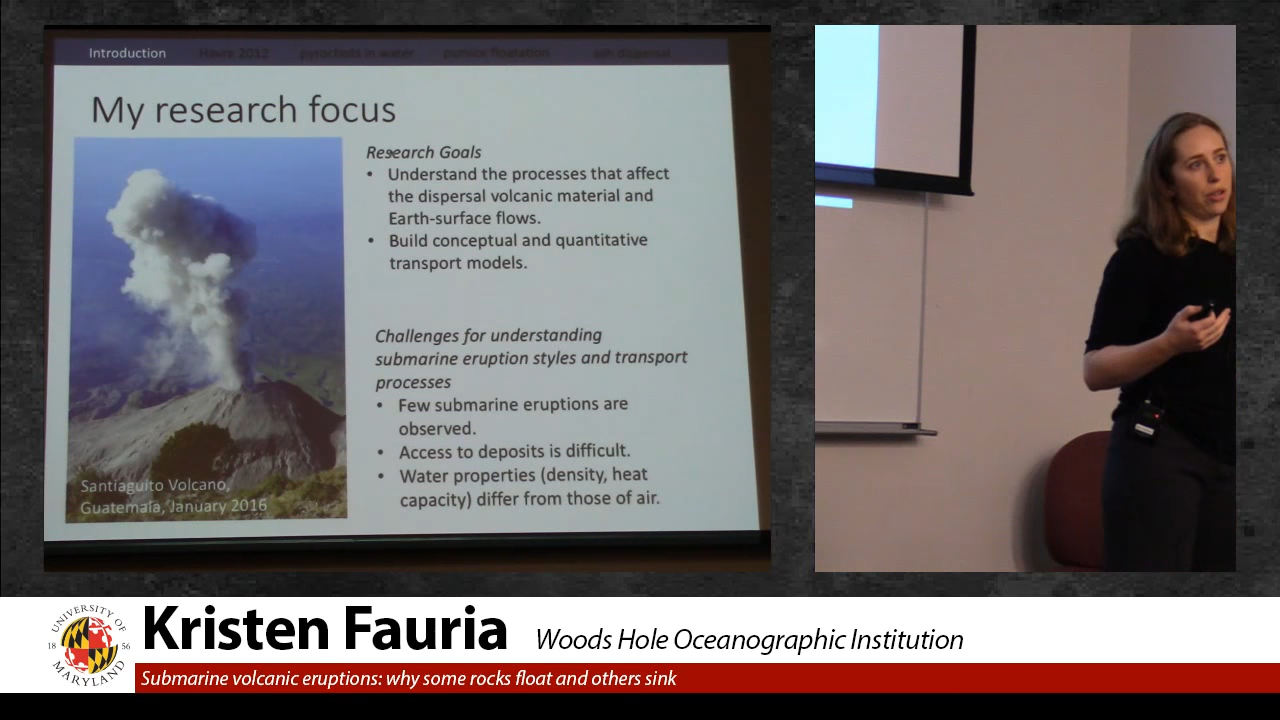 Introduction Havre 2012 pyroclasts in water pumice floatation ash dispersal
My research focus
Research Goals
• Understand the processes that affect
the dispersal volcanic material and
Earth-surface flows.
• Build conceptual and quantitative
transport models.
Challenges for understanding
submarine eruption styles and transport
processes
• Few submarine eruptions are
observed.
• Access to deposits is difficult.
• Water properties (density, heat
capacity) differ from those of air.
Santiaguito Volcano,
Guatemala, January 2016
UNIVERSITY OF
18 56
MARYLAND
Kristen Fauria Woods Hole Oceanographic Institution
Submarine volcanic eruptions: why some rocks float and others sink